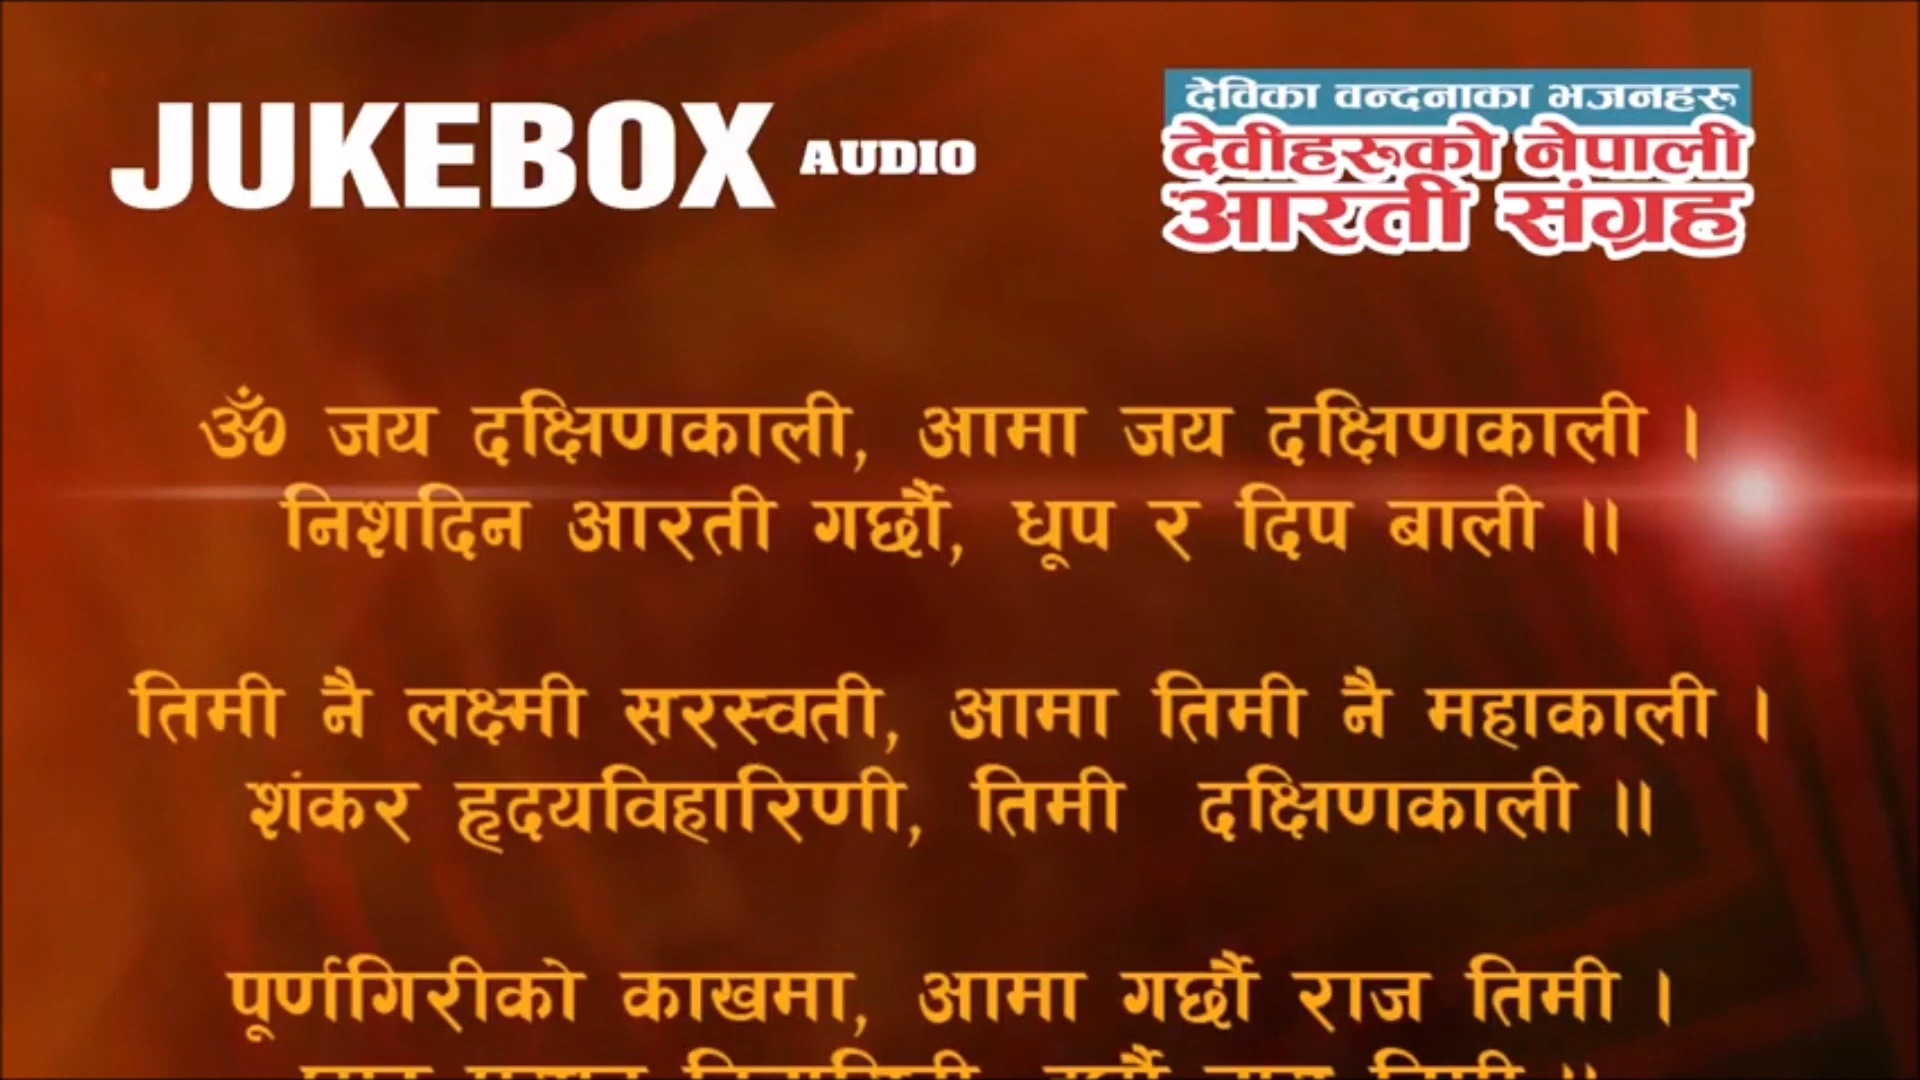 JUKEBOX AUDIO
देविका वन्दनाका भजनहरू
देवीहरूको नेपाली
आरती संग्रह
ॐ जय दक्षिणकाली, आमा जय दक्षिणकाली ।
निशदिन आरती गर्छौं, धूप र दिप बाली ॥
तिमी नै लक्ष्मी सरस्वती, आमा तिमी नै महाकाली ।
शंकर हृदयविहारिणी, तिमी दक्षिणकाली ॥
पूर्णगिरीको काखमा, आमा गर्छौ राज तिमी ।